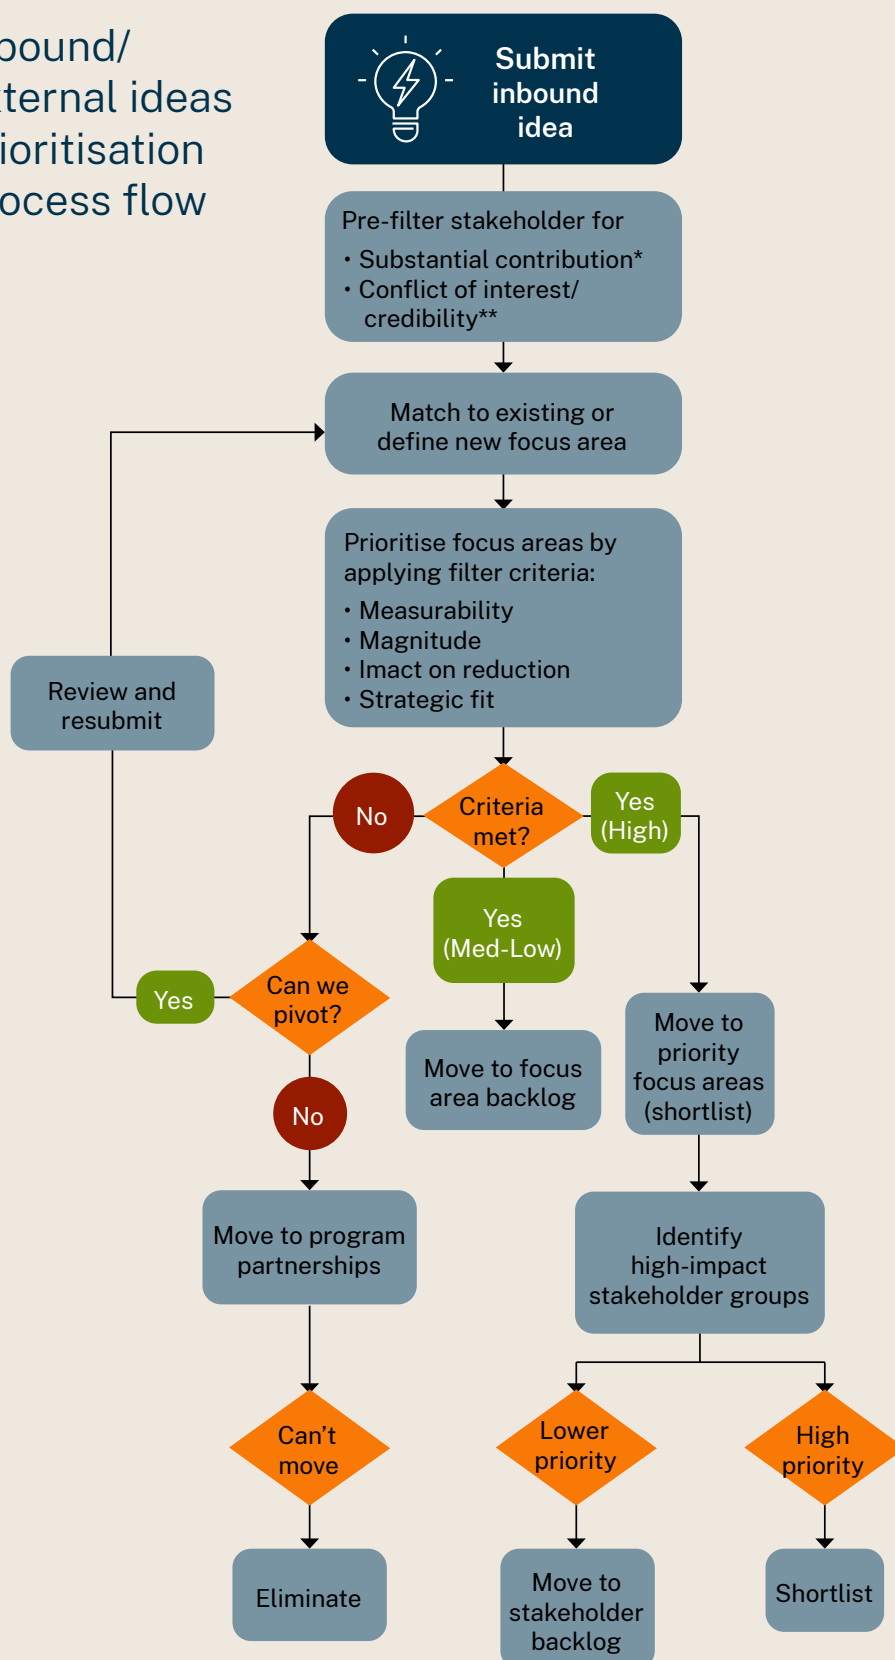 bound/
ternal ideas
ioritisation
ocess flow
Submit
inbound
idea
Pre-filter stakeholder for
• Substantial contribution*
• Conflict of interest/
credibility**
Match to existing or
define new focus area
Prioritise focus areas by
applying filter criteria:
• Measurability
• Magnitude
• Imact on reduction
• Strategic fit
Review and
resubmit
No
Criteria
met?
Yes
(High)
Yes
(Med-Low)
Yes
Can we
pivot?
Move to
priority
focus areas
(shortlist)
Move to focus
area backlog
No
Move to program
partnerships
Identify
high-impact
stakeholder groups
Can't
move
Lower
priority
High
priority
Eliminate
Move to
stakeholder
backlog
Shortlist